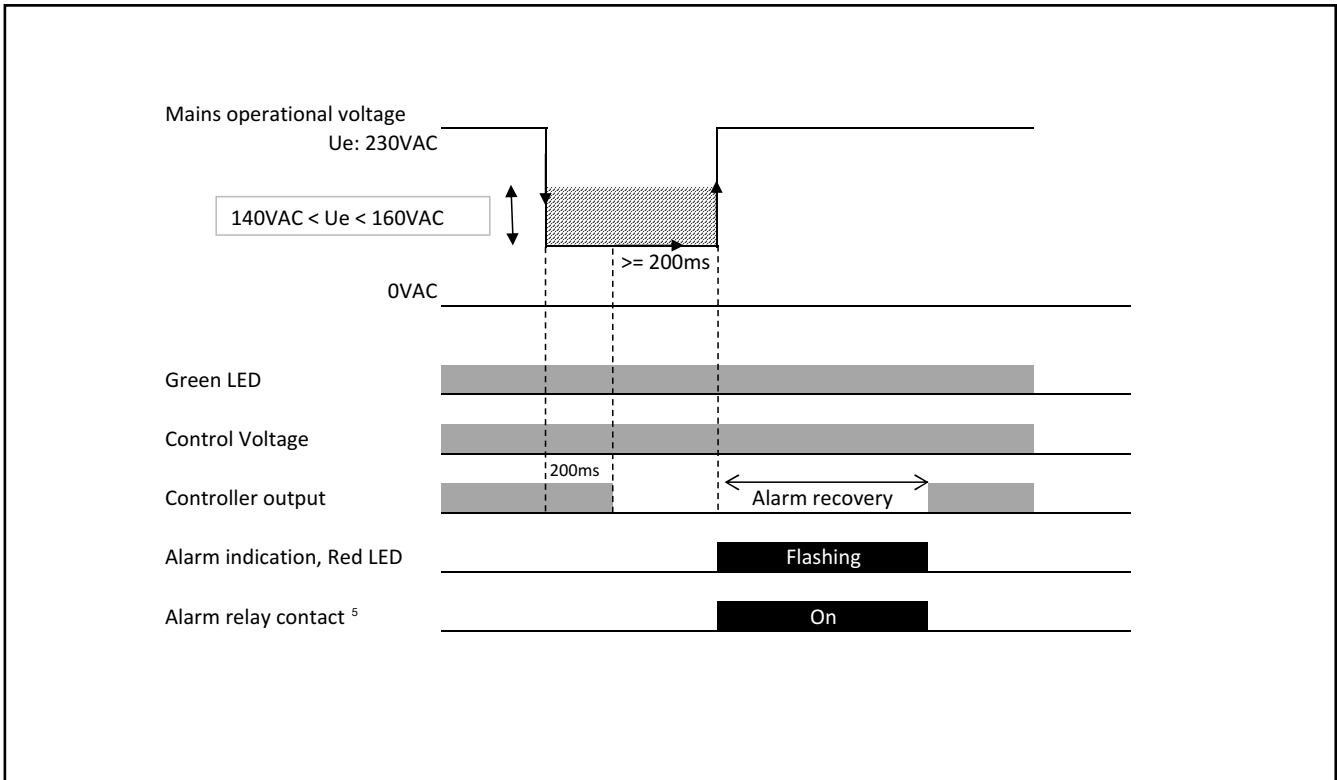 Mains operational voltage
Ue: 230VAC
140VAC < Ue < 160VAC
>= 200ms
0VAC
Green LED
Control Voltage
200ms
Controller output
Alarm recovery
Alarm indication, Red LED
Flashing
Alarm relay contact ⁵
On